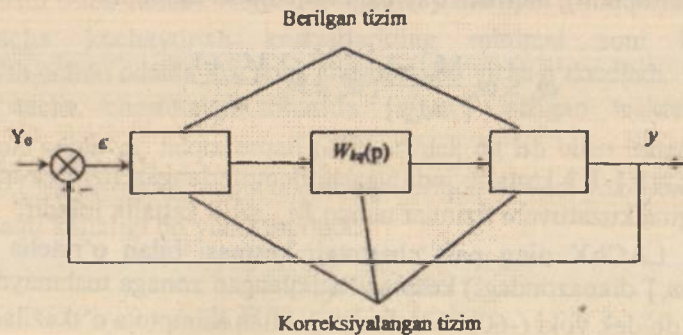 Berilgan tizim
Y₀ ε W_kq(p) y
−
Korreksiyalangan tizim